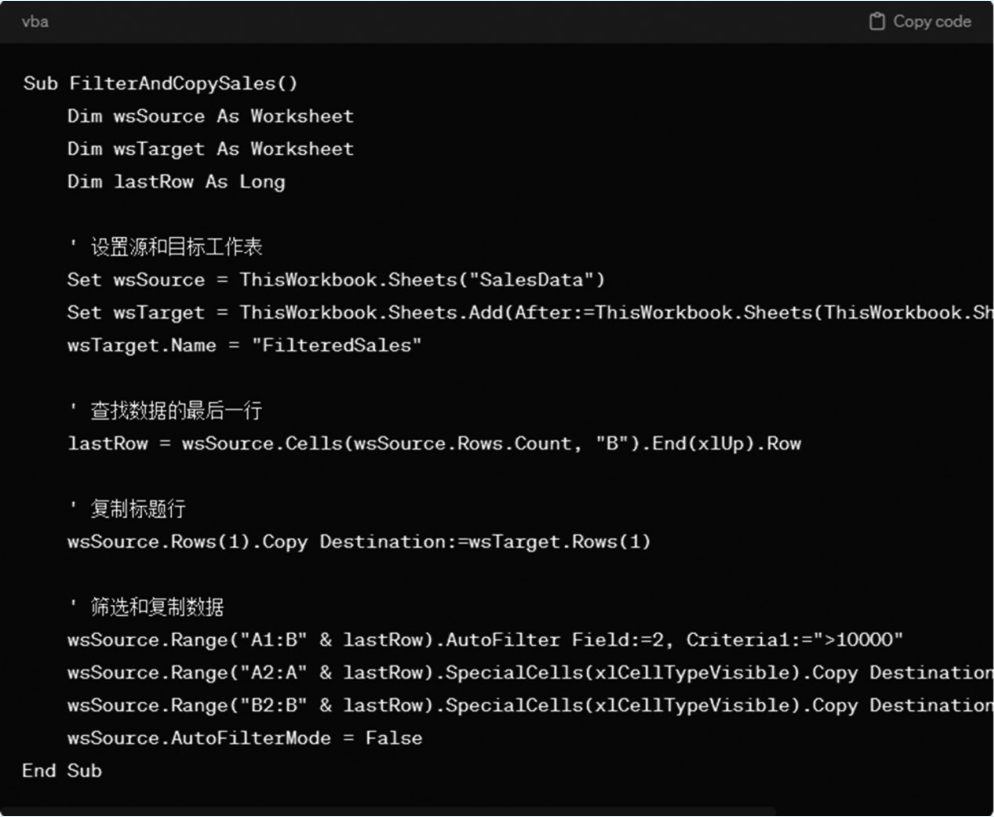 vba
Copy code
Sub FilterAndCopySales()
    Dim wsSource As Worksheet
    Dim wsTarget As Worksheet
    Dim lastRow As Long
    ' 设置源和目标工作表
    Set wsSource = ThisWorkbook.Sheets("SalesData")
    Set wsTarget = ThisWorkbook.Sheets.Add(After:=ThisWorkbook.Sheets(ThisWorkbook.Sh
    wsTarget.Name = "FilteredSales"
    ' 查找数据的最后一行
    lastRow = wsSource.Cells(wsSource.Rows.Count, "B").End(xlUp).Row
    ' 复制标题行
    wsSource.Rows(1).Copy Destination:=wsTarget.Rows(1)
    ' 筛选和复制数据
    wsSource.Range("A1:B" & lastRow).AutoFilter Field:=2, Criteria1:=">10000"
    wsSource.Range("A2:A" & lastRow).SpecialCells(xlCellTypeVisible).Copy Destination
    wsSource.Range("B2:B" & lastRow).SpecialCells(xlCellTypeVisible).Copy Destination
    wsSource.AutoFilterMode = False
End Sub